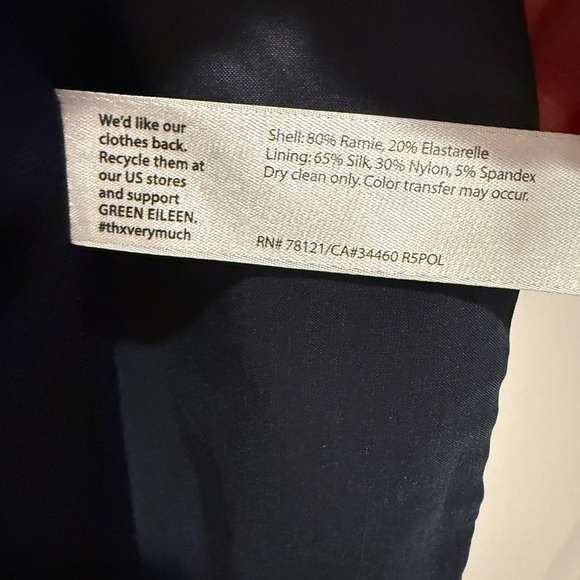 We'd like our
clothes back.
Recycle them at
our US stores
and support
GREEN EILEEN.
#thxverymuch
Shell: 80% Ramie, 20% Elastarelle
Lining: 65% Silk, 30% Nylon, 5% Spandex
Dry clean only. Color transfer may occur.
RN# 78121/CA#34460 R5POL